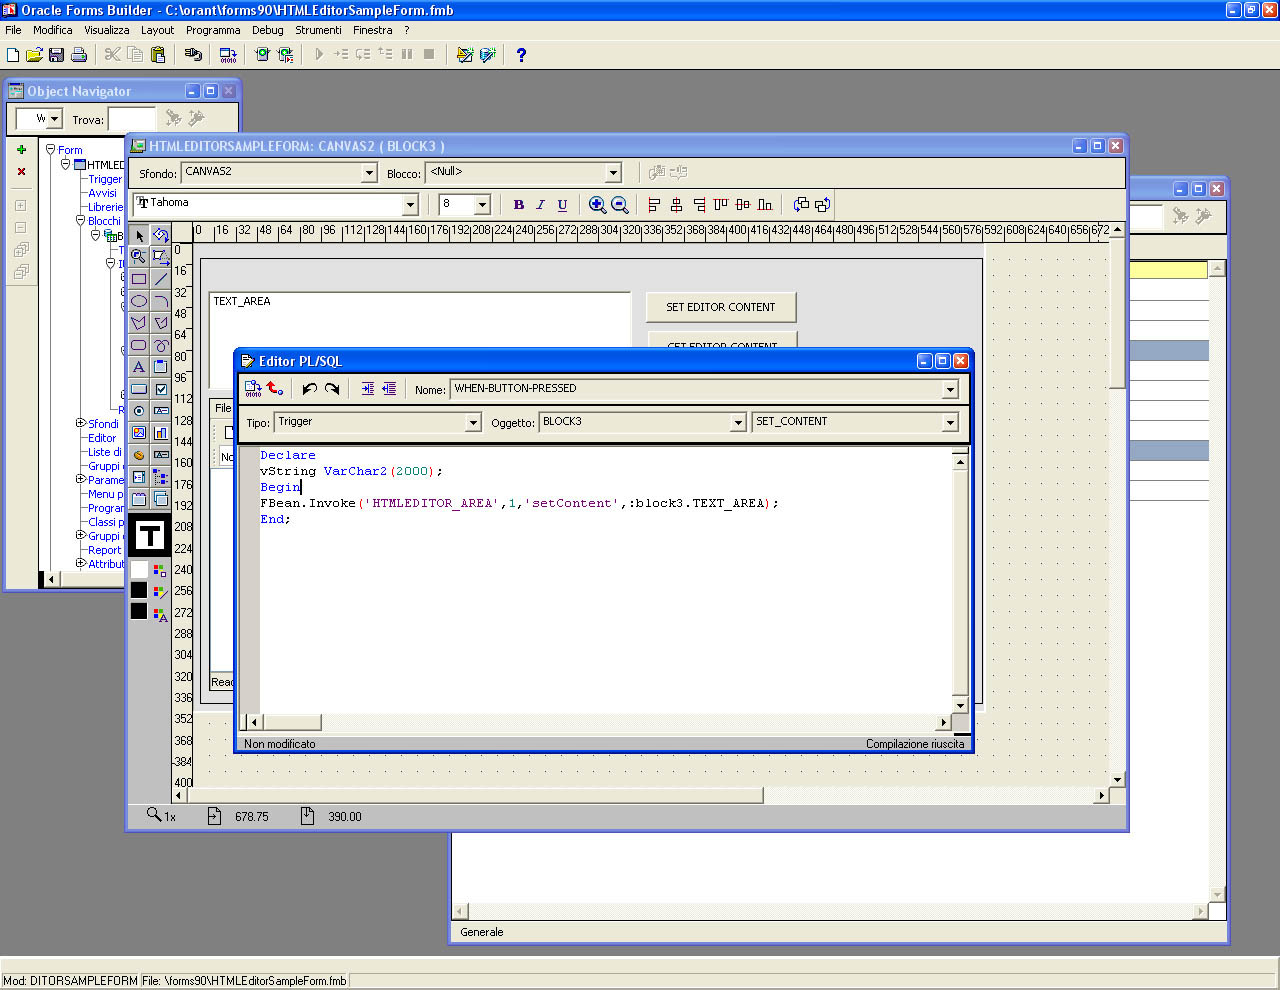 Oracle Forms Builder - C:\orant\forms90\HTMLEditorSampleForm.fmb
File Modifica Visualizza Layout Programma Debug Strumenti Finestra ?
Object Navigator
Trova:
Form
HTMLED
Trigger
Avvisi
Librerie
Blocchi
Sfondi
Editor
Liste di
Gruppi
Parame
Menu p
Program
Classi p
Gruppi
Report
Attribut
HTMLEDITORSAMPLEFORM: CANVAS2 ( BLOCK3 )
Sfondo: CANVAS2 Blocco: <Null>
Tahoma 8 B I U
0 16 32 48 64 80 96 112 128 144 160 176 192 208 224 240 256 272 288 304 320 336 352 368 384 400 416 432 448 464 480 496 512 528 544 560 576 592 608 624 640 656 672
0
16
32
48
64
80
96
112
128
144
160
176
192
208
224
240
256
272
288
304
320
336
352
368
384
400
TEXT_AREA
SET EDITOR CONTENT
GET EDITOR CONTENT
File
No
Read
Editor PL/SQL
Nome: WHEN-BUTTON-PRESSED
Tipo: Trigger Oggetto: BLOCK3 SET_CONTENT
Declare
vString VarChar2(2000);
Begin
FBean.Invoke('HTMLEDITOR_AREA',1,'setContent',:block3.TEXT_AREA);
End;
Non modificato Compilazione riuscita
1x 678.75 390.00
Generale
Mod: DITORSAMPLEFORM File: \forms90\HTMLEditorSampleForm.fmb